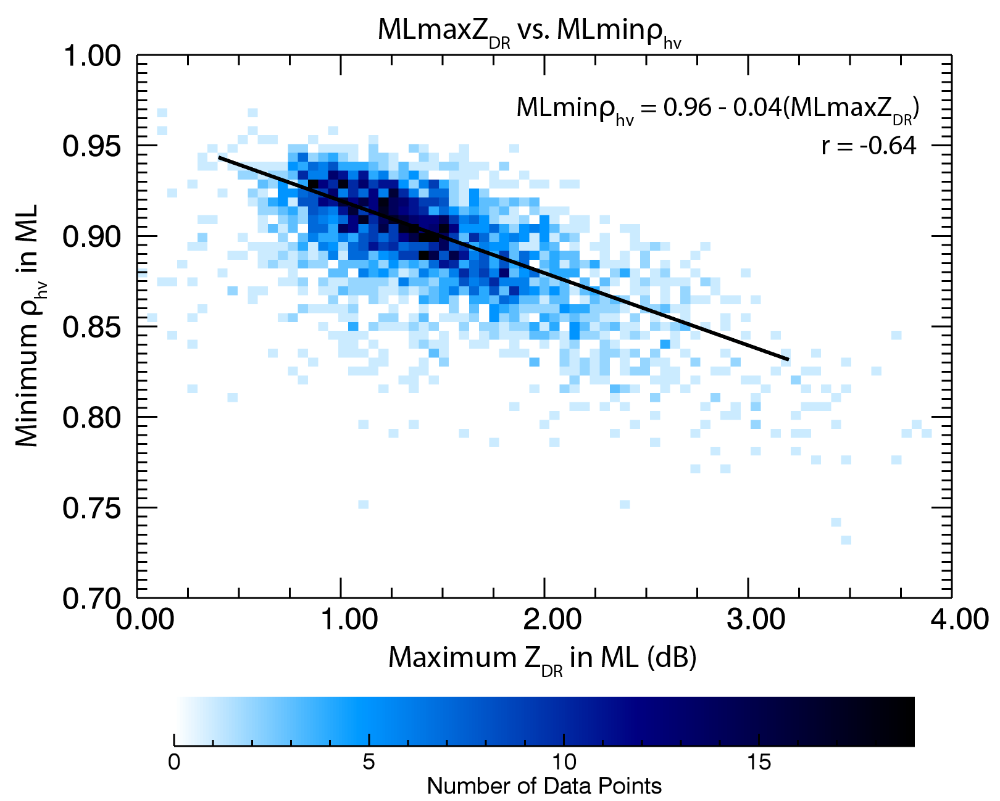 MLmaxZDR vs. MLminρhv
1.00
MLminρhv = 0.96 - 0.04(MLmaxZDR)
r = -0.64
0.95
0.90
0.85
0.80
0.75
0.70
Minimum ρhv in ML
0.00 1.00 2.00 3.00 4.00
Maximum ZDR in ML (dB)
0 5 10 15
Number of Data Points